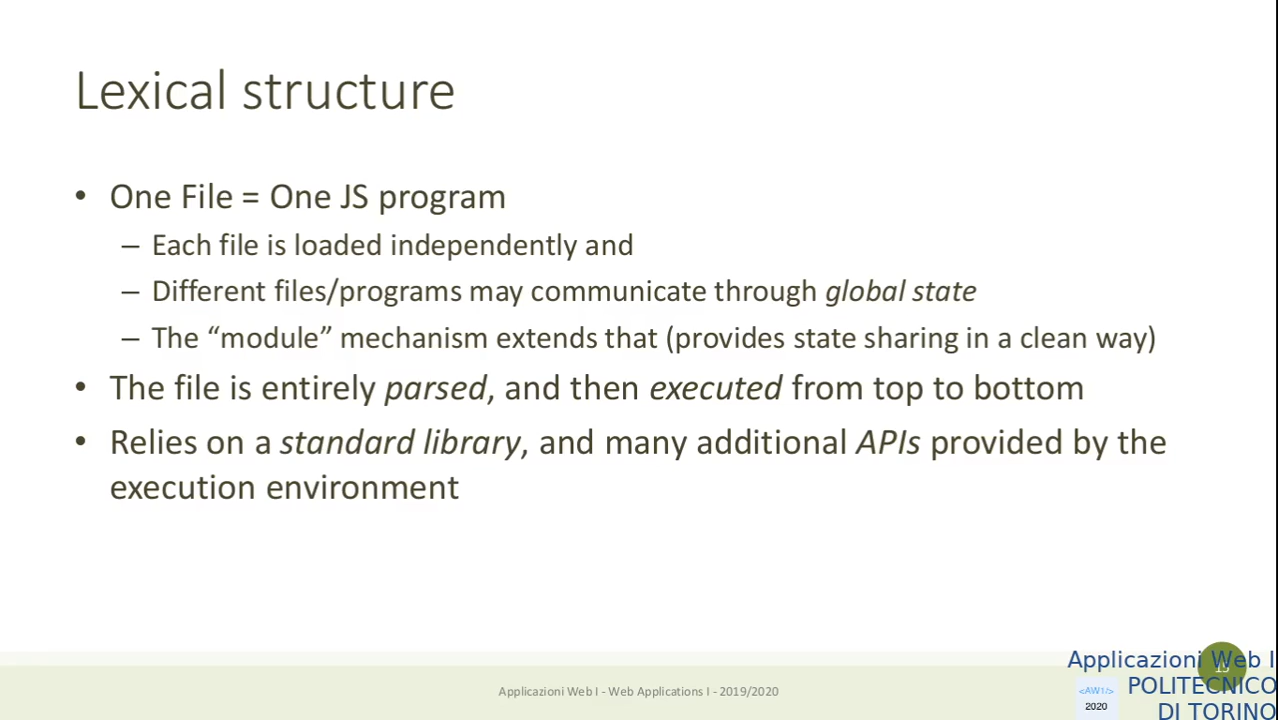 Lexical structure
• One File = One JS program
– Each file is loaded independently and
– Different files/programs may communicate through global state
– The “module” mechanism extends that (provides state sharing in a clean way)
• The file is entirely parsed, and then executed from top to bottom
• Relies on a standard library, and many additional APIs provided by the
execution environment
Applicazioni Web I - Web Applications I - 2019/2020
Applicazioni Web I
POLITECNICO
DI TORINO
<AW1/>
2020